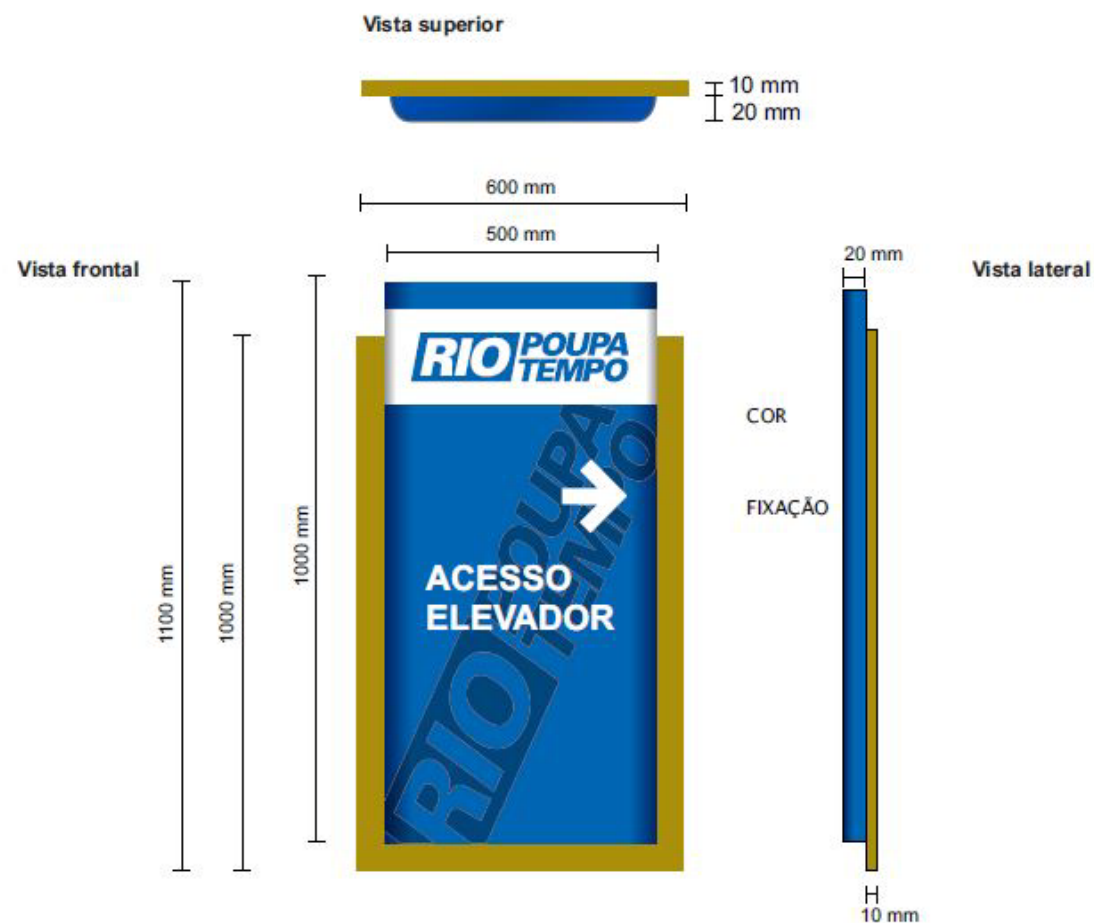 Vista superior
10 mm
20 mm
600 mm
500 mm
Vista frontal
20 mm
Vista lateral
RIO POUPA
TEMPO
COR
FIXAÇÃO
1100 mm
1000 mm
1000 mm
ACESSO
ELEVADOR
RIO POUPA
TEMPO
10 mm